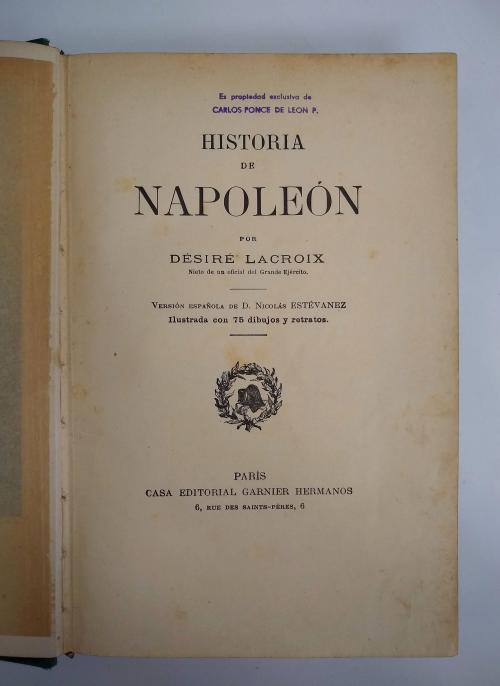 Es propiedad exclusiva de
CARLOS PONCE DE LEON P.
HISTORIA
DE
NAPOLEÓN
POR
DÉSIRÉ LACROIX
Nieto de un oficial del Grande Ejército.
VERSIÓN ESPAÑOLA DE D. NICOLÁS ESTÉVANEZ
Ilustrada con 75 dibujos y retratos.
PARÍS
CASA EDITORIAL GARNIER HERMANOS
6, RUE DES SAINTS-PÈRES, 6